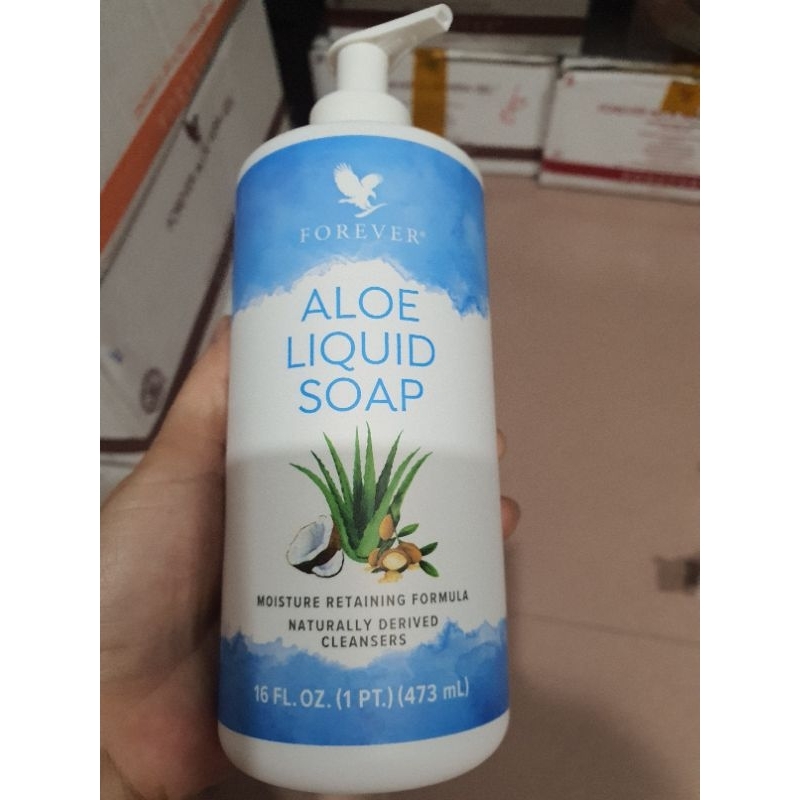 FOREVER®
ALOE
LIQUID
SOAP
MOISTURE RETAINING FORMULA
NATURALLY DERIVED
CLEANSERS
16 FL. OZ. (1 PT.) (473 mL)